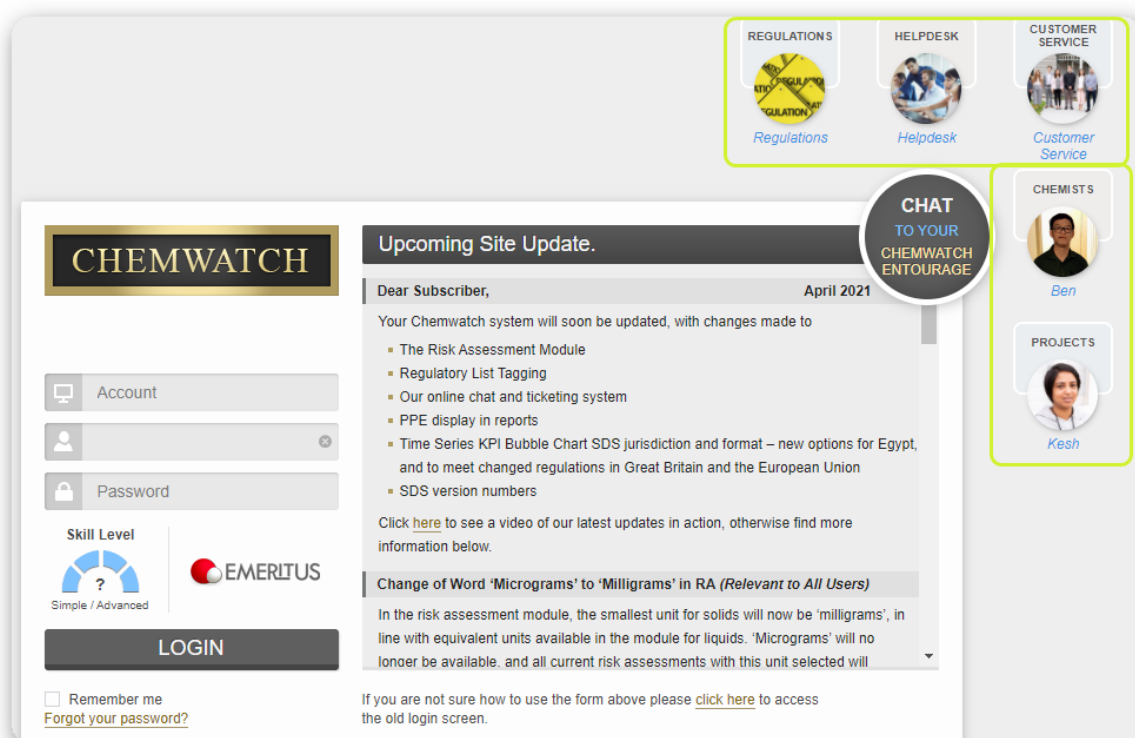 REGULATIONS
Regulations
HELPDESK
Helpdesk
CUSTOMER
SERVICE
Customer
Service
CHAT
TO YOUR
CHEMWATCH
ENTOURAGE
CHEMISTS
Ben
PROJECTS
Kesh
CHEMWATCH
Account
Password
Skill Level
?
Simple / Advanced
EMERITUS
LOGIN
Remember me
Forgot your password?
Upcoming Site Update.
Dear Subscriber, April 2021
Your Chemwatch system will soon be updated, with changes made to
The Risk Assessment Module
Regulatory List Tagging
Our online chat and ticketing system
PPE display in reports
Time Series KPI Bubble Chart SDS jurisdiction and format – new options for Egypt,
and to meet changed regulations in Great Britain and the European Union
SDS version numbers
Click here to see a video of our latest updates in action, otherwise find more
information below.
Change of Word ‘Micrograms’ to ‘Milligrams’ in RA (Relevant to All Users)
In the risk assessment module, the smallest unit for solids will now be ‘milligrams’, in
line with equivalent units available in the module for liquids. ‘Micrograms’ will no
longer be available, and all current risk assessments with this unit selected will
If you are not sure how to use the form above please click here to access
the old login screen.